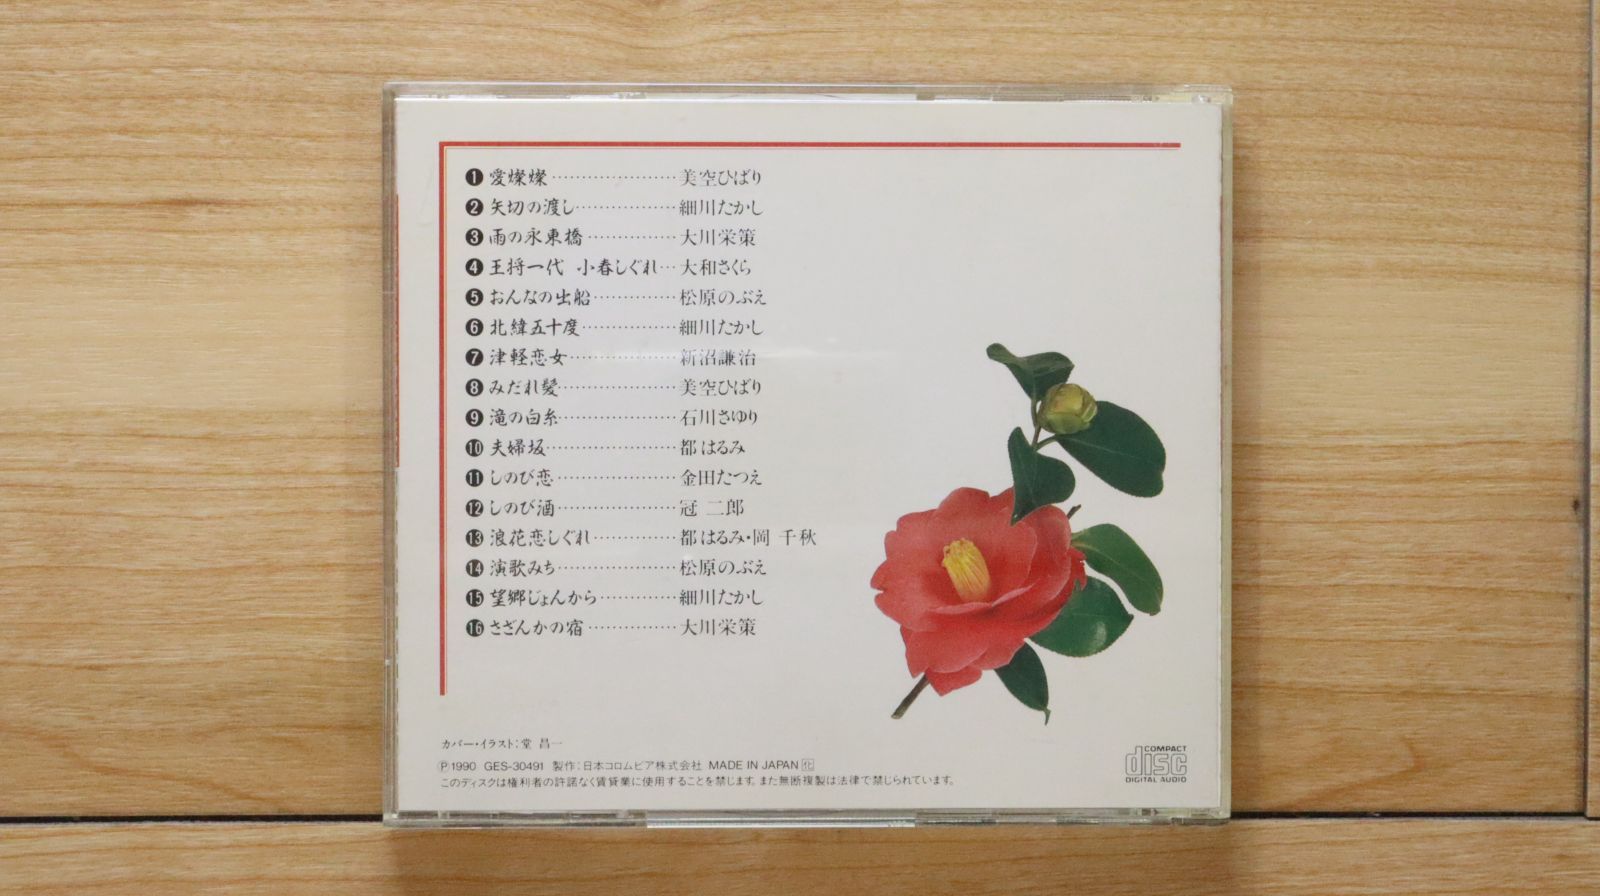 ❶愛燦燦……………………美空ひばり
❷矢切の渡し………………細川たかし
❸雨の永東橋……………大川栄策
❹王将一代 小春しぐれ…大和さくら
❺おんなの出船……………松原のぶえ
❻北緯五十度………………細川たかし
❼津軽恋女…………………新沼謙治
❽みだれ髪…………………美空ひばり
❾滝の白糸…………………石川さゆり
❿夫婦坂……………………都はるみ
⓫しのび恋…………………金田たつえ
⓬しのび酒…………………冠 二郎
⓭浪花恋しぐれ……………都はるみ・岡 千秋
⓮演歌みち…………………松原のぶえ
⓯望郷じょんから…………細川たかし
⓰さざんかの宿……………大川栄策
カバー・イラスト:堂 昌一
Ⓟ1990 GES-30491 製作:日本コロムビア株式会社 MADE IN JAPAN 化
このディスクは権利者の許諾なく賃貸業に使用することを禁じます。また無断複製は法律で禁じられています。
COMPACT
disc
DIGITAL AUDIO